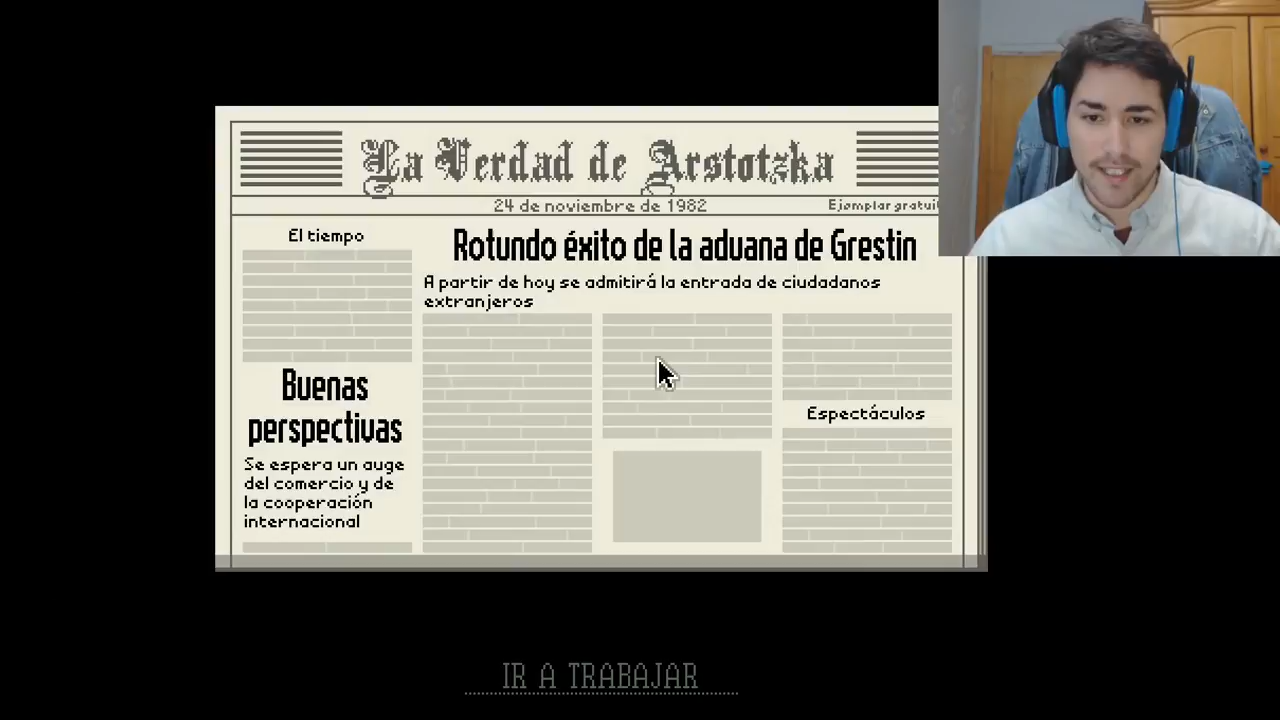 La Verdad de Arstotzka
24 de noviembre de 1982
Ejemplar
El tiempo
Rotundo éxito de la aduana de Grestin
A partir de hoy se admitirá la entrada de ciudadanos
extranjeros
Buenas
perspectivas
Se espera un auge
del comercio y de
la cooperación
internacional
Espectáculos
IR A TRABAJAR